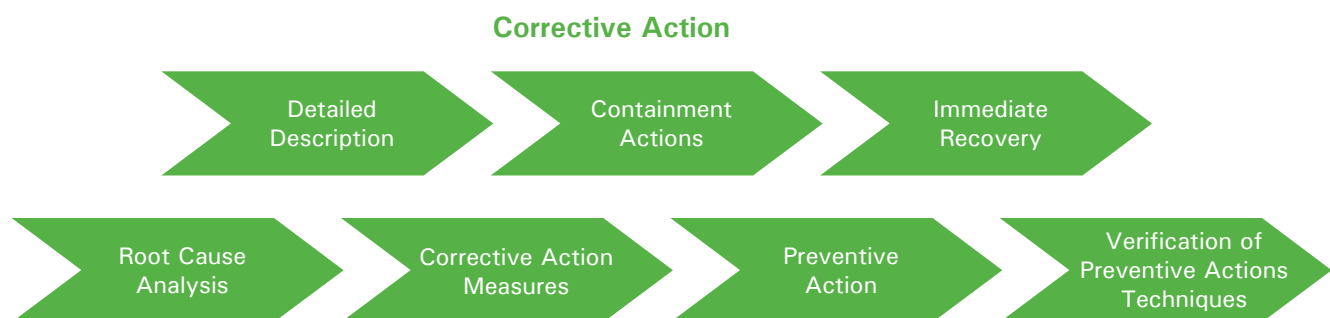 Corrective Action
Detailed
Description
Containment
Actions
Immediate
Recovery
Root Cause
Analysis
Corrective Action
Measures
Preventive
Action
Verification of
Preventive Actions
Techniques